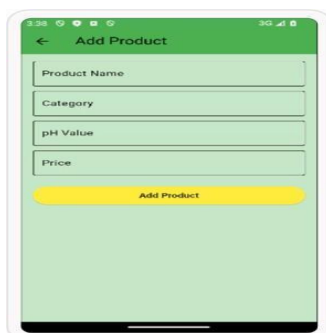 3:38 3G
Add Product
Product Name
Category
pH Value
Price
Add Product